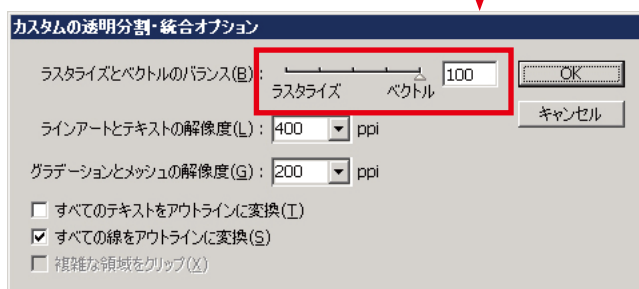 カスタムの透明分割・統合オプション
ラスタライズとベクトルのバランス(B): 100 OK
ラスタライズ ベクトル
キャンセル
ラインアートとテキストの解像度(L): 400 ppi
グラデーションとメッシュの解像度(G): 200 ppi
すべてのテキストをアウトラインに変換(T)
すべての線をアウトラインに変換(S)
複雑な領域をクリップ(X)